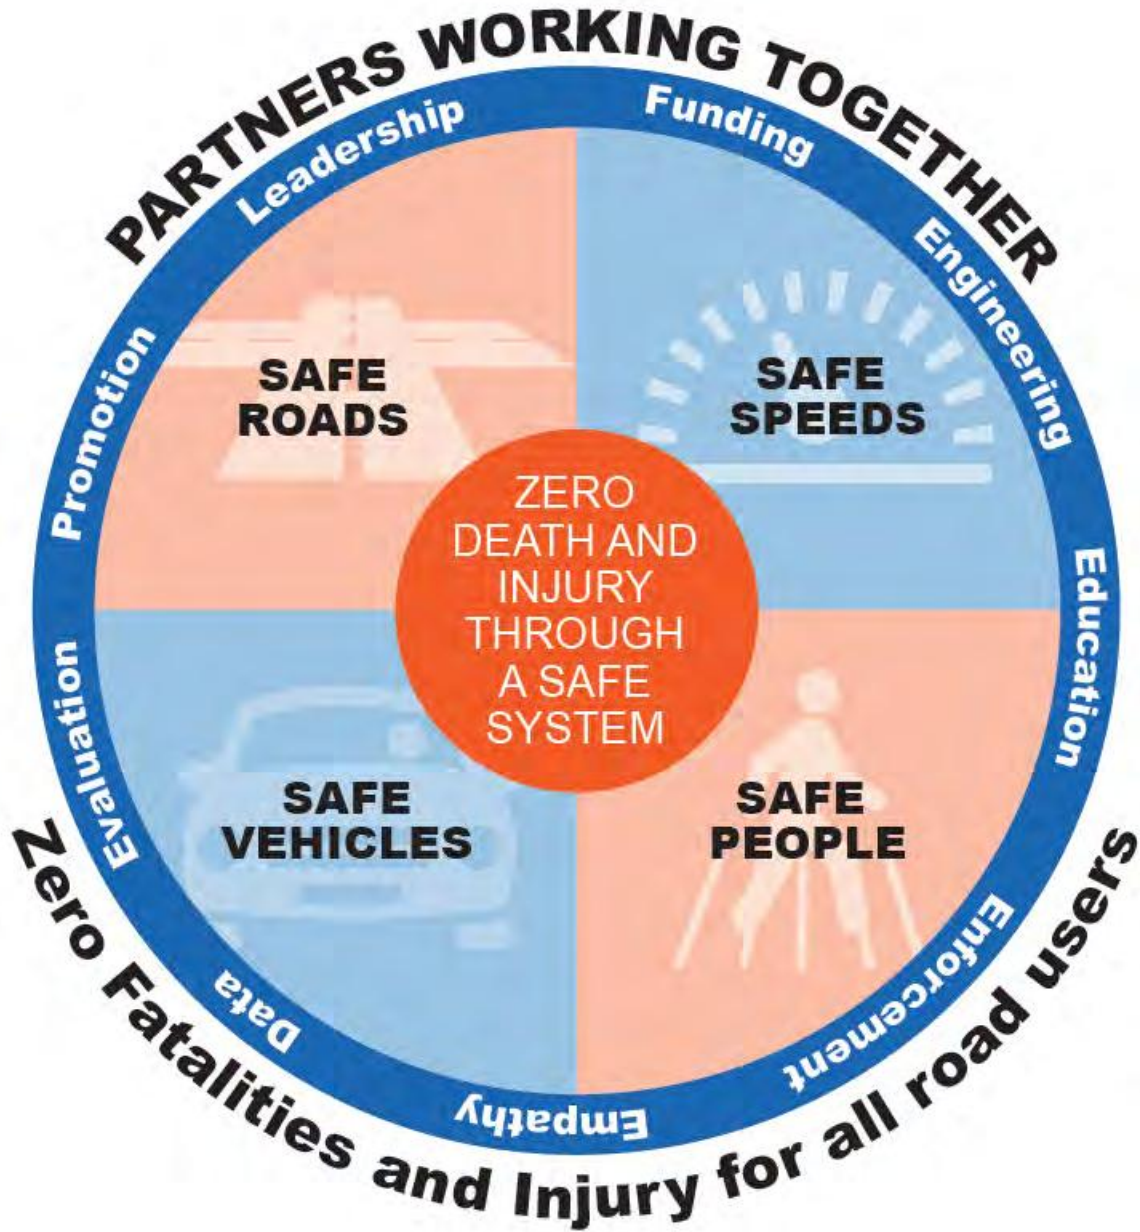 PARTNERS WORKING TOGETHER
Leadership
Funding
Engineering
Education
Enforcement
Empathy
Data
Evaluation
Promotion
SAFE
ROADS
SAFE
SPEEDS
ZERO
DEATH AND
INJURY
THROUGH
A SAFE
SYSTEM
SAFE
VEHICLES
SAFE
PEOPLE
Zero Fatalities and Injury for all road users